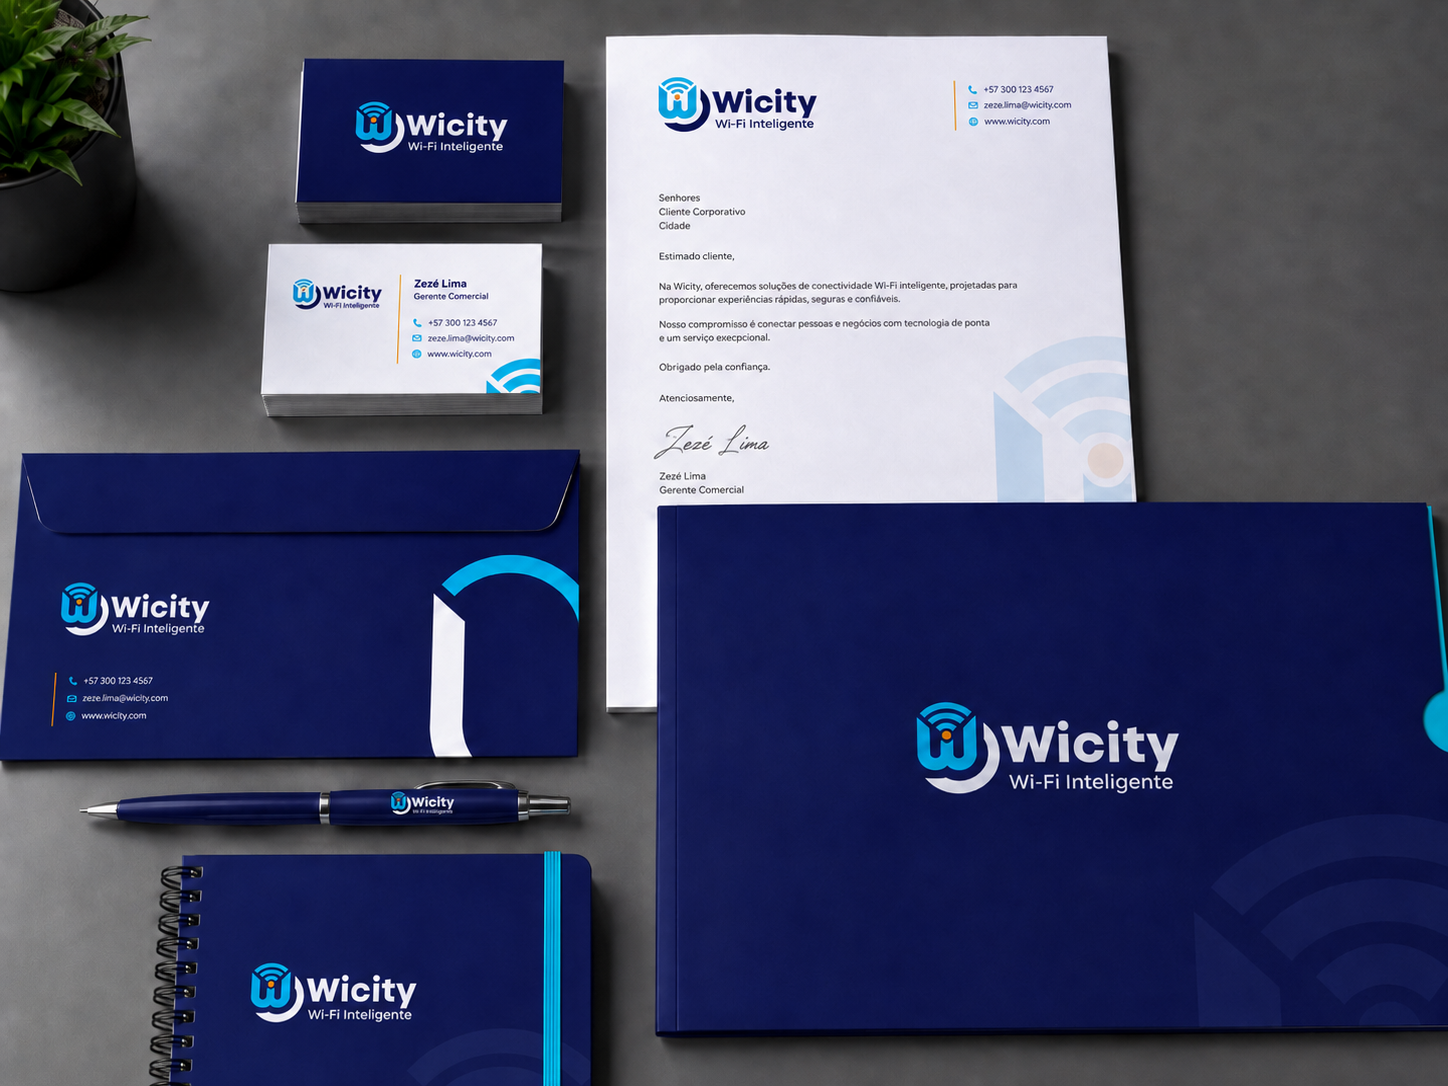 Wicity
Wi-Fi Inteligente
Wicity
Wi-Fi Inteligente
Zezé Lima
Gerente Comercial
+57 300 123 4567
zeze.lima@wicity.com
www.wicity.com
Wicity
Wi-Fi Inteligente
+57 300 123 4567
zeze.lima@wicity.com
www.wicity.com
Senhores
Cliente Corporativo
Cidade
Estimado cliente,
Na Wicity, oferecemos soluções de conectividade Wi-Fi inteligente, projetadas para
proporcionar experiências rápidas, seguras e confiáveis.
Nosso compromisso é conectar pessoas e negócios com tecnologia de ponta
e um serviço execpcional.
Obrigado pela confiança.
Atenciosamente,
Zezé Lima
Zezé Lima
Gerente Comercial
Wicity
Wi-Fi Inteligente
+57 300 123 4567
zeze.lima@wicity.com
www.wicity.com
Wicity
Wi-Fi Inteligente
Wicity
Wi-Fi Inteligente
Wicity
Wi-Fi Inteligente